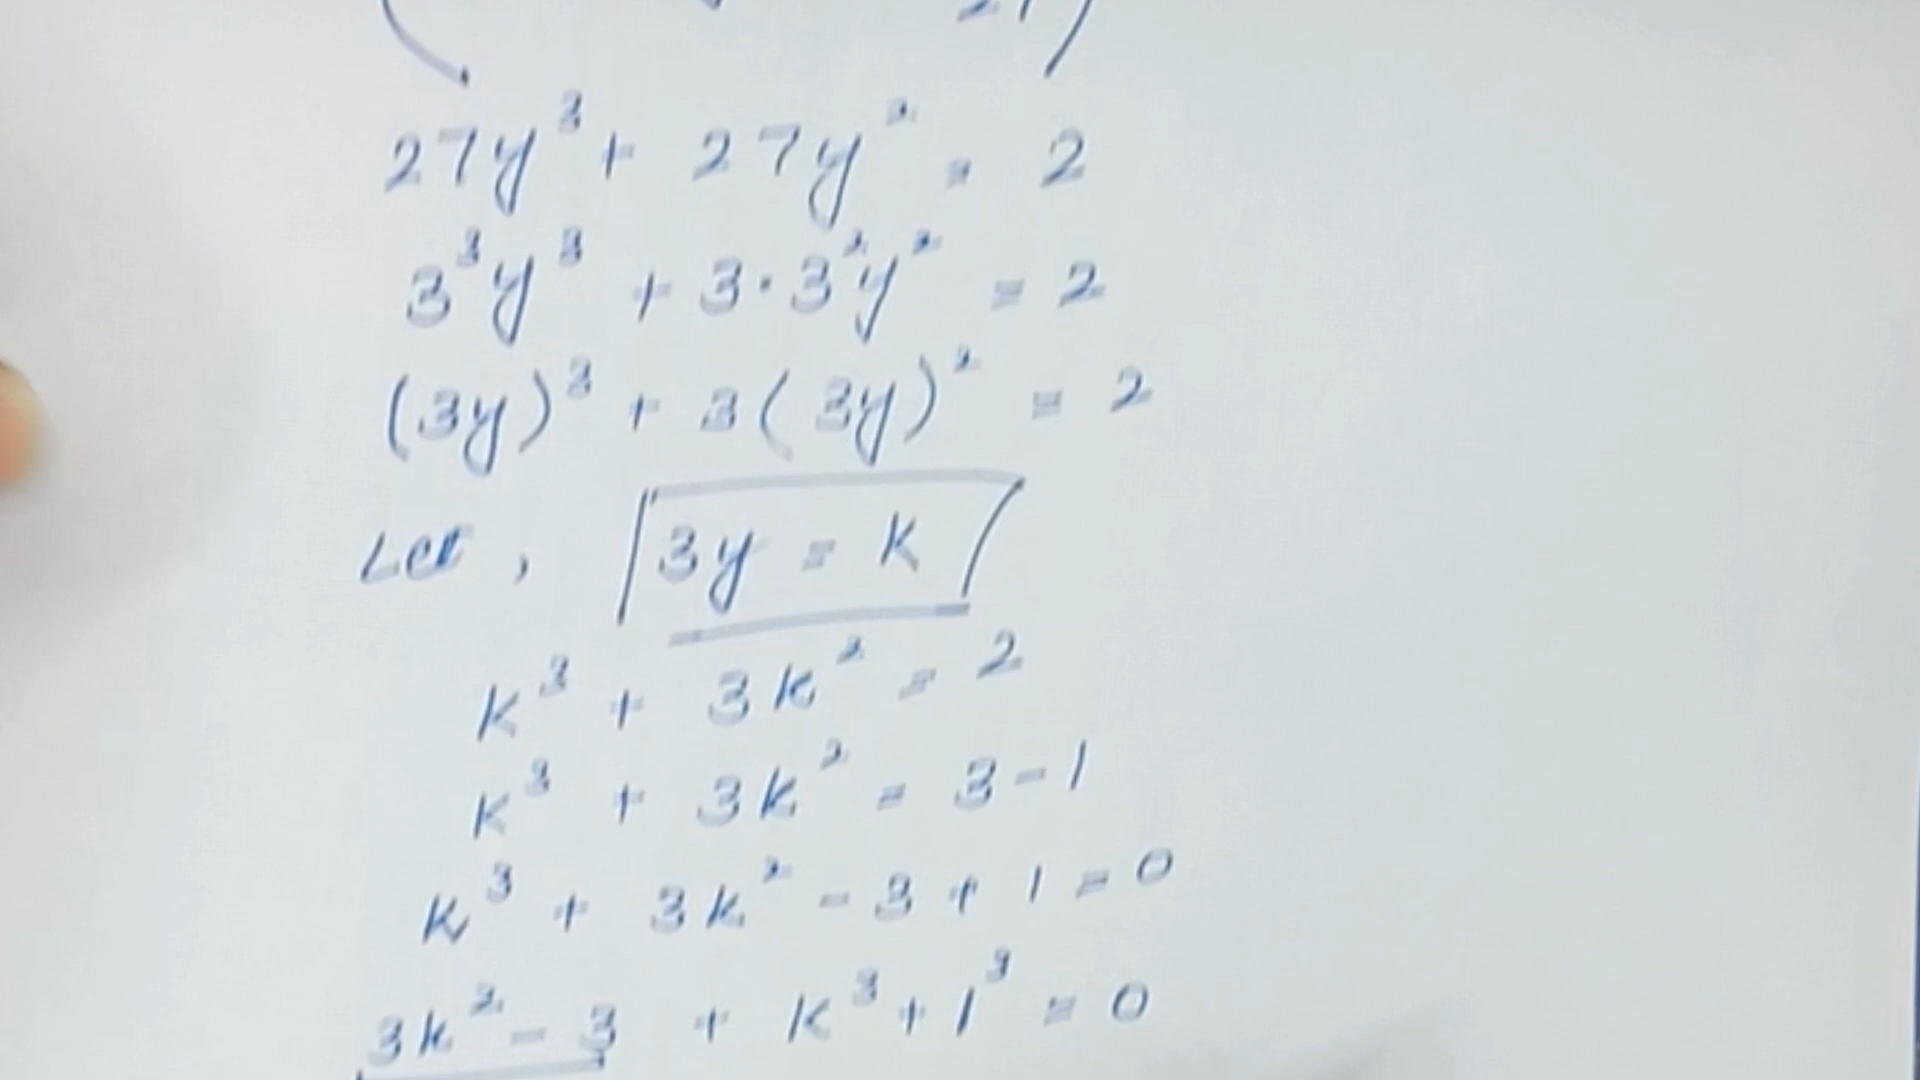 27y³ + 27y² = 2
3³y³ + 3·3²y² = 2
(3y)³ + 3(3y)² = 2
Let, 3y = k
k³ + 3k² = 2
k³ + 3k² = 3-1
k³ + 3k² - 3 + 1 = 0
3k² - 3 + k³ + 1³ = 0